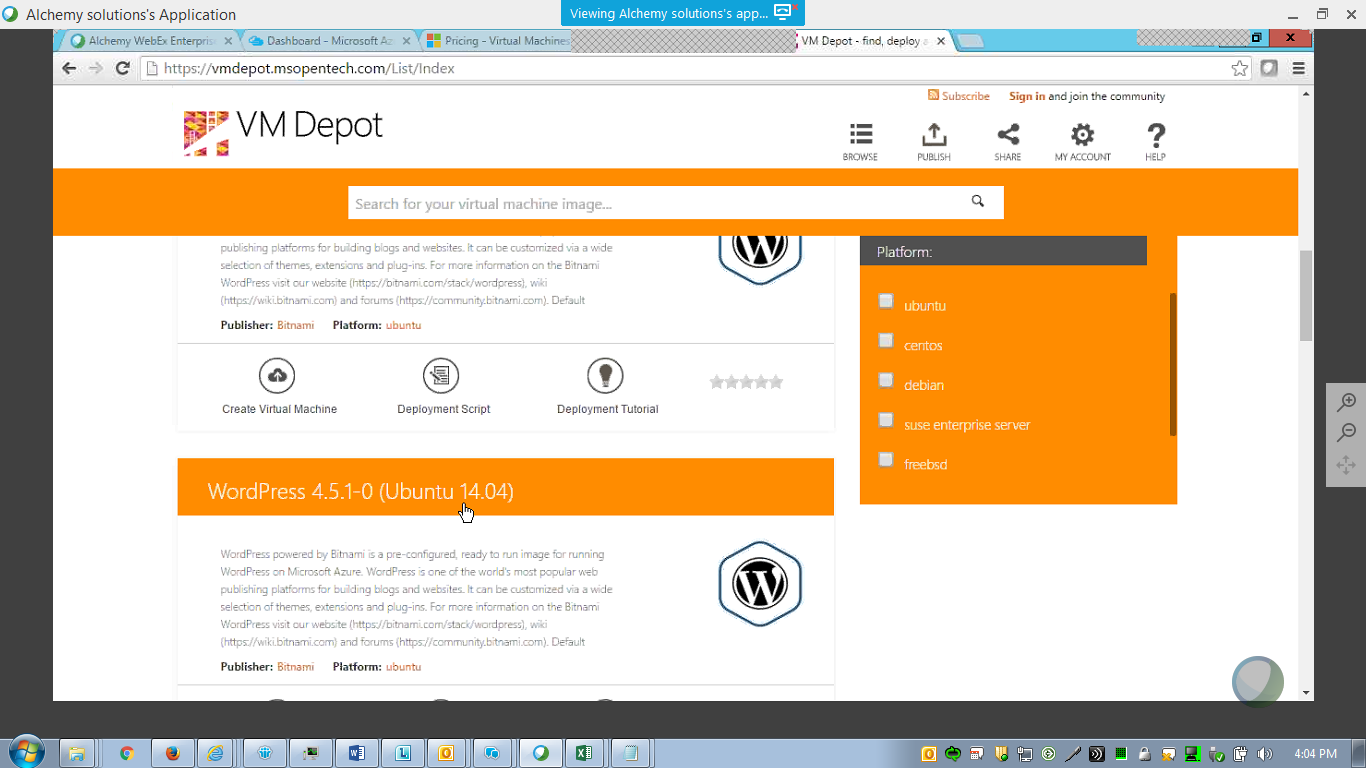 Alchemy solutions's Application
Viewing Alchemy solutions's app...
Alchemy WebEx Enterpris
Dashboard - Microsoft Az
Pricing - Virtual Machines
VM Depot - find, deploy a
https://vmdepot.msopentech.com/List/Index
Subscribe
Sign in and join the community
VM Depot
BROWSE
PUBLISH
SHARE
MY ACCOUNT
HELP
Search for your virtual machine image...
publishing platforms for building blogs and websites. It can be customized via a wide
selection of themes, extensions and plug-ins. For more information on the Bitnami
WordPress visit our website (https://bitnami.com/stack/wordpress), wiki
(https://wiki.bitnami.com) and forums (https://community.bitnami.com). Default
Publisher: Bitnami Platform: ubuntu
Create Virtual Machine
Deployment Script
Deployment Tutorial
Platform:
ubuntu
centos
debian
suse enterprise server
freebsd
WordPress 4.5.1-0 (Ubuntu 14.04)
WordPress powered by Bitnami is a pre-configured, ready to run image for running
WordPress on Microsoft Azure. WordPress is one of the world's most popular web
publishing platforms for building blogs and websites. It can be customized via a wide
selection of themes, extensions and plug-ins. For more information on the Bitnami
WordPress visit our website (https://bitnami.com/stack/wordpress), wiki
(https://wiki.bitnami.com) and forums (https://community.bitnami.com). Default
Publisher: Bitnami Platform: ubuntu
4:04 PM